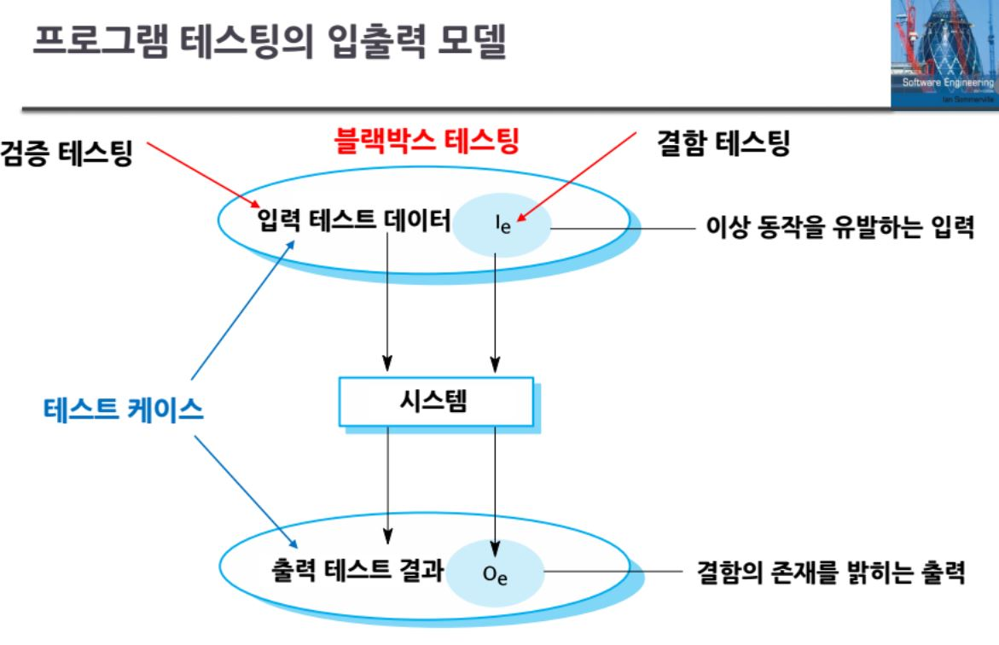 프로그램 테스팅의 입출력 모델
Software Engineering
Ian Sommerville
검증 테스팅
블랙박스 테스팅
결함 테스팅
입력 테스트 데이터
Ie
이상 동작을 유발하는 입력
시스템
테스트 케이스
출력 테스트 결과
Oe
결함의 존재를 밝히는 출력